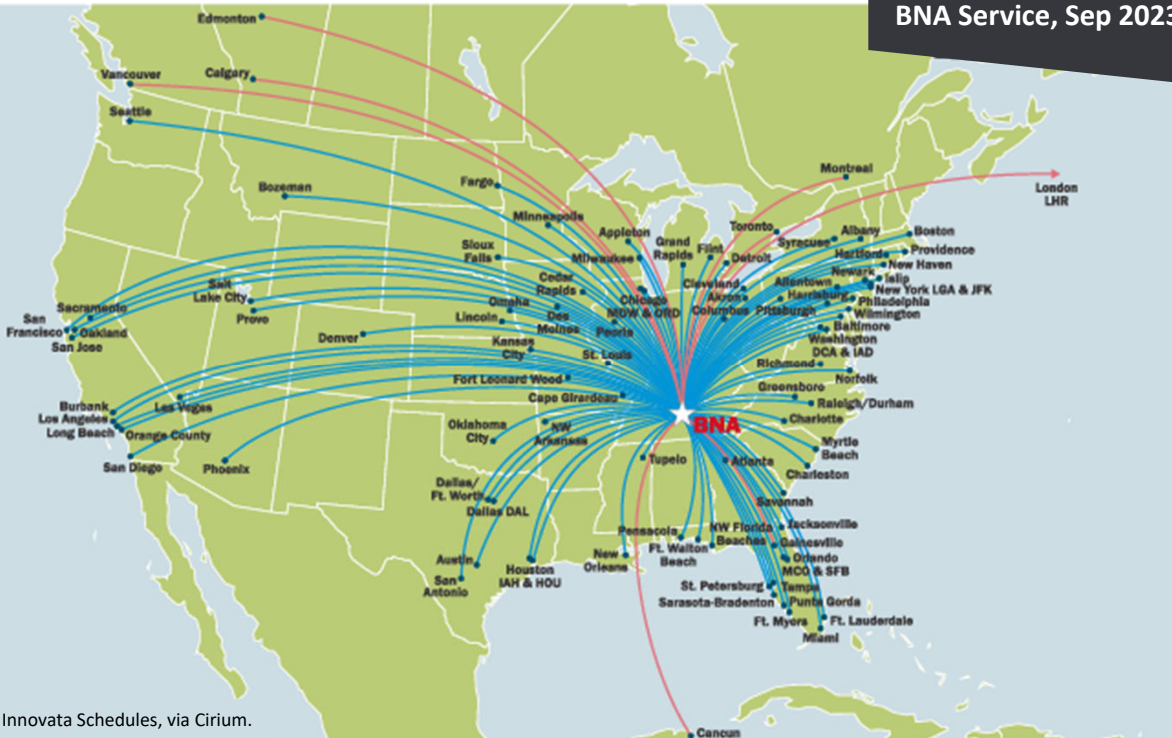 BNA Service, Sep 2023
Edmonton
Vancouver
Calgary
Seattle
Bozeman
Fargo
Minneapolis
Montreal
London
LHR
Appleton
Grand
Rapids
Flint
Toronto
Syracuse
Albany
Boston
Sioux
Falls
Milwaukee
Detroit
Hartford
Providence
New Haven
Cedar
Rapids
Cleveland
Allentown
Newark
Islip
New York LGA & JFK
Salt
Lake City
Provo
Omaha
Des
Moines
Chicago
MDW & ORD
Akron
Columbus
Harrisburg
Pittsburgh
Philadelphia
Wilmington
Sacramento
San
Francisco
Oakland
San Jose
Lincoln
Peoria
Baltimore
Washington
DCA & IAD
Denver
Kansas
City
St. Louis
Richmond
Norfolk
Fort Leonard Wood
Cape Girardeau
Greensboro
Raleigh/Durham
Burbank
Los Angeles
Long Beach
Orange County
Las Vegas
Charlotte
BNA
Oklahoma
City
NW
Arkansas
Myrtle
Beach
San Diego
Phoenix
Tupelo
Atlanta
Charleston
Dallas/
Ft. Worth
Dallas DAL
Savannah
Pensacola
NW Florida
Beaches
Jacksonville
Ft. Walton
Beach
Gainesville
Austin
San
Antonio
Houston
IAH & HOU
New
Orleans
Orlando
MCO & SFB
St. Petersburg
Tampa
Sarasota-Bradenton
Punta Gorda
Ft. Myers
Ft. Lauderdale
Miami
Innovata Schedules, via Cirium.
Cancun